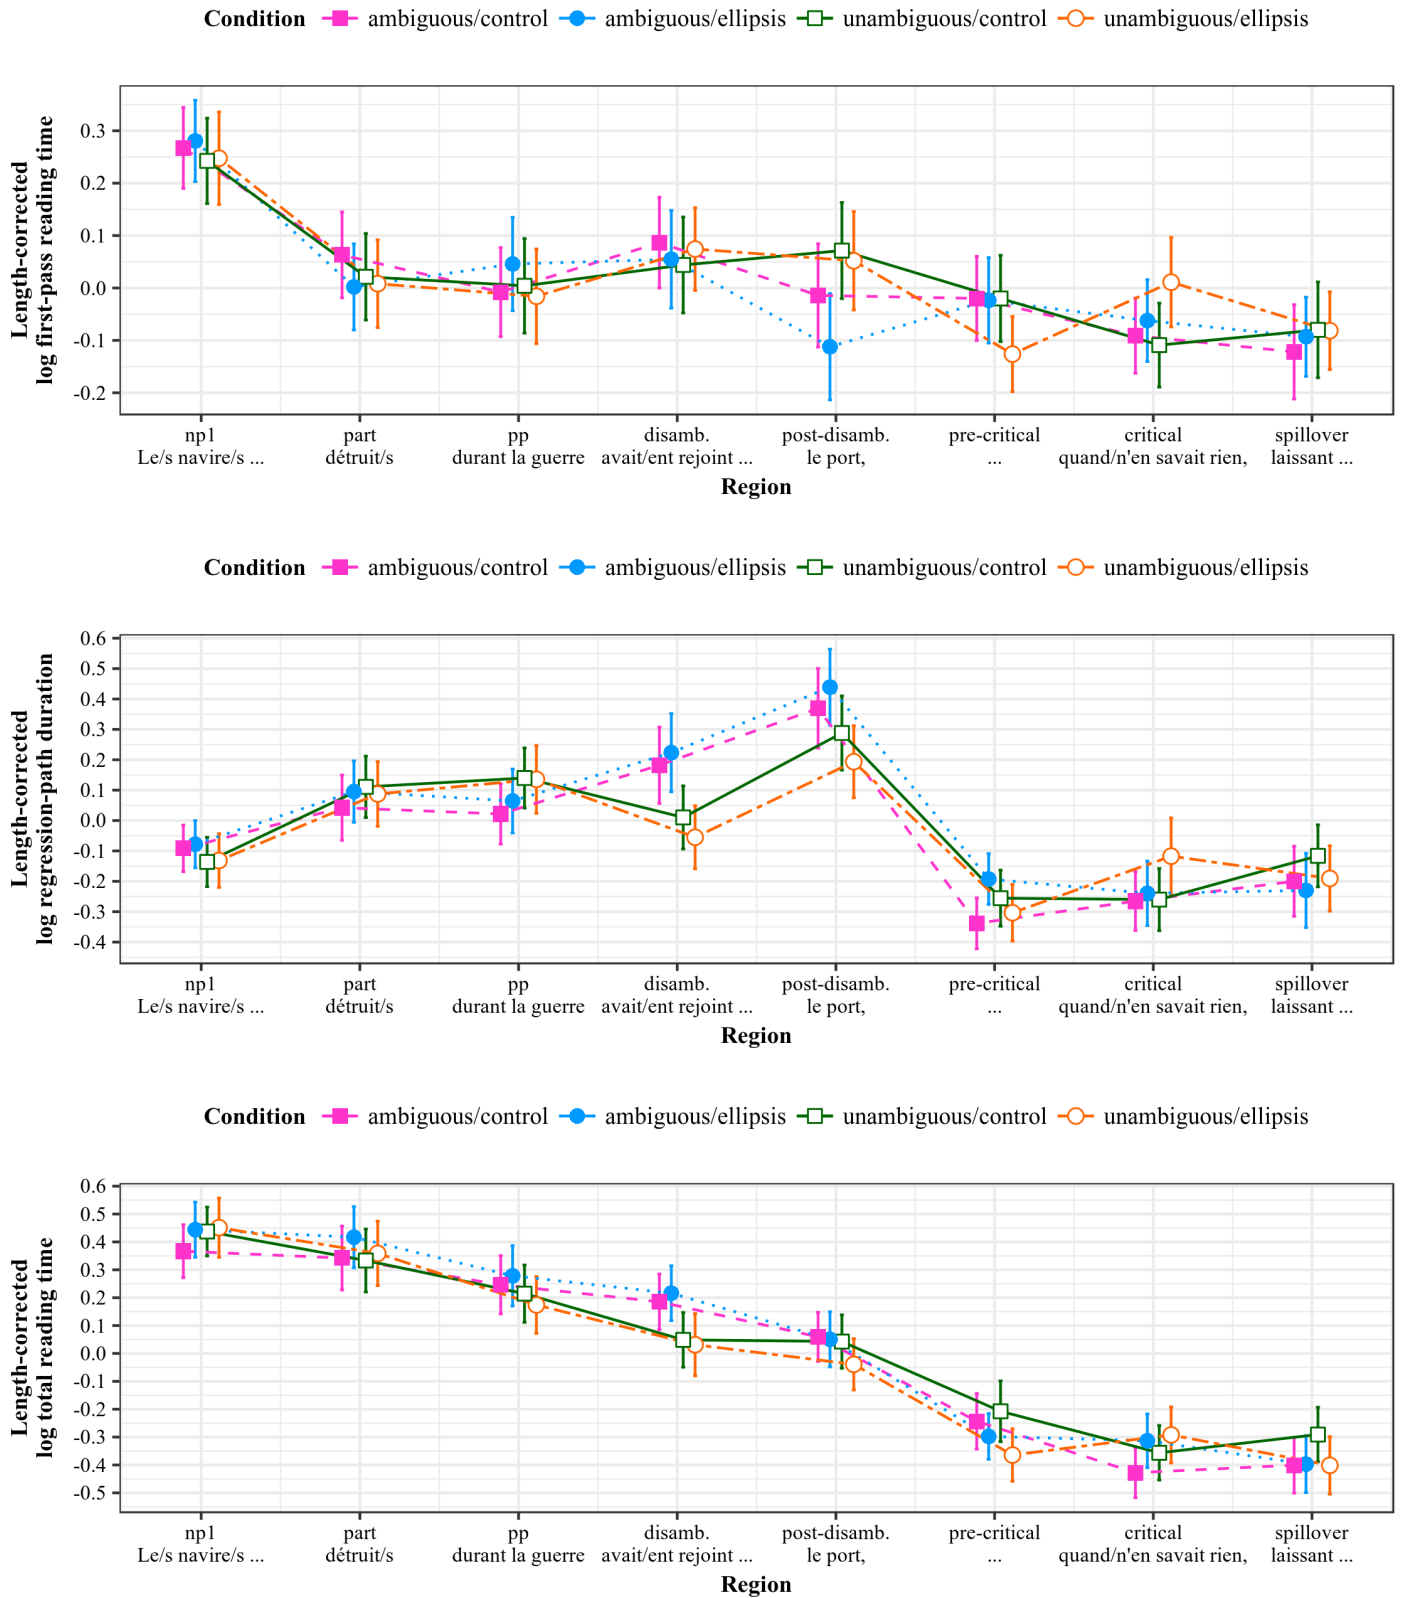 Condition ambiguous/control ambiguous/ellipsis unambiguous/control unambiguous/ellipsis
Length-corrected
log first-pass reading time
0.3
0.2
0.1
0.0
-0.1
-0.2
np1 part pp disamb. post-disamb. pre-critical critical spillover
Le/s navire/s ... détruit/s durant la guerre avait/ent rejoint ... le port, ... quand/n'en savait rien, laissant ...
Region
Condition ambiguous/control ambiguous/ellipsis unambiguous/control unambiguous/ellipsis
Length-corrected
log regression-path duration
0.6
0.5
0.4
0.3
0.2
0.1
0.0
-0.1
-0.2
-0.3
-0.4
np1 part pp disamb. post-disamb. pre-critical critical spillover
Le/s navire/s ... détruit/s durant la guerre avait/ent rejoint ... le port, ... quand/n'en savait rien, laissant ...
Region
Condition ambiguous/control ambiguous/ellipsis unambiguous/control unambiguous/ellipsis
Length-corrected
log total reading time
0.6
0.5
0.4
0.3
0.2
0.1
0.0
-0.1
-0.2
-0.3
-0.4
-0.5
np1 part pp disamb. post-disamb. pre-critical critical spillover
Le/s navire/s ... détruit/s durant la guerre avait/ent rejoint ... le port, ... quand/n'en savait rien, laissant ...
Region